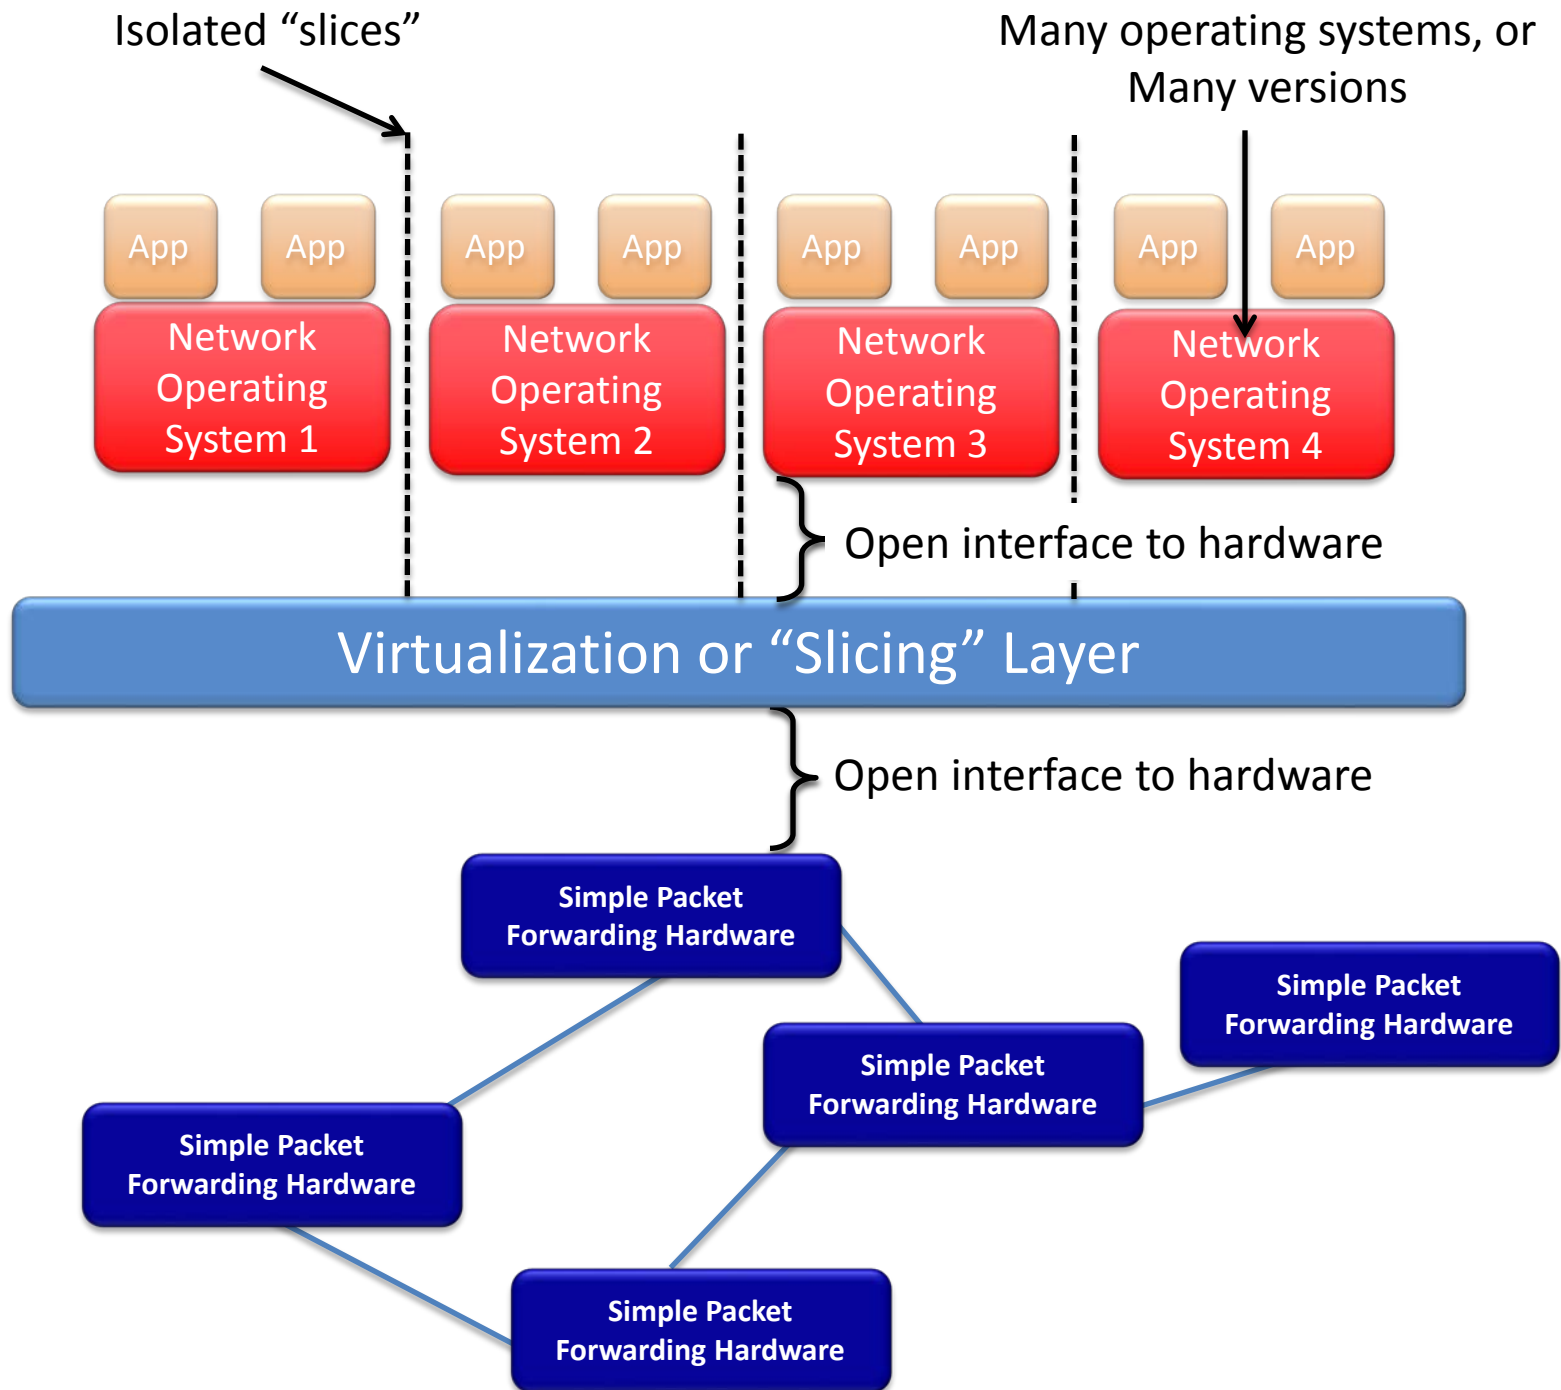 Isolated “slices”
Many operating systems, or
Many versions
App
App
App
App
App
App
App
App
Network
Operating
System 1
Network
Operating
System 2
Network
Operating
System 3
Network
Operating
System 4
Open interface to hardware
Virtualization or “Slicing” Layer
Open interface to hardware
Simple Packet
Forwarding Hardware
Simple Packet
Forwarding Hardware
Simple Packet
Forwarding Hardware
Simple Packet
Forwarding Hardware
Simple Packet
Forwarding Hardware